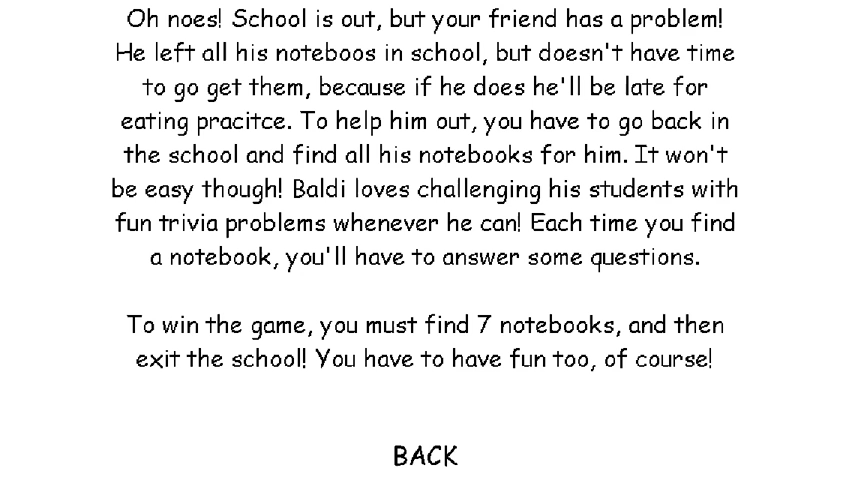 Oh noes! School is out, but your friend has a problem!
He left all his noteboos in school, but doesn't have time
to go get them, because if he does he'll be late for
eating pracitce. To help him out, you have to go back in
the school and find all his notebooks for him. It won't
be easy though! Baldi loves challenging his students with
fun trivia problems whenever he can! Each time you find
a notebook, you'll have to answer some questions.
To win the game, you must find 7 notebooks, and then
exit the school! You have to have fun too, of course!
BACK